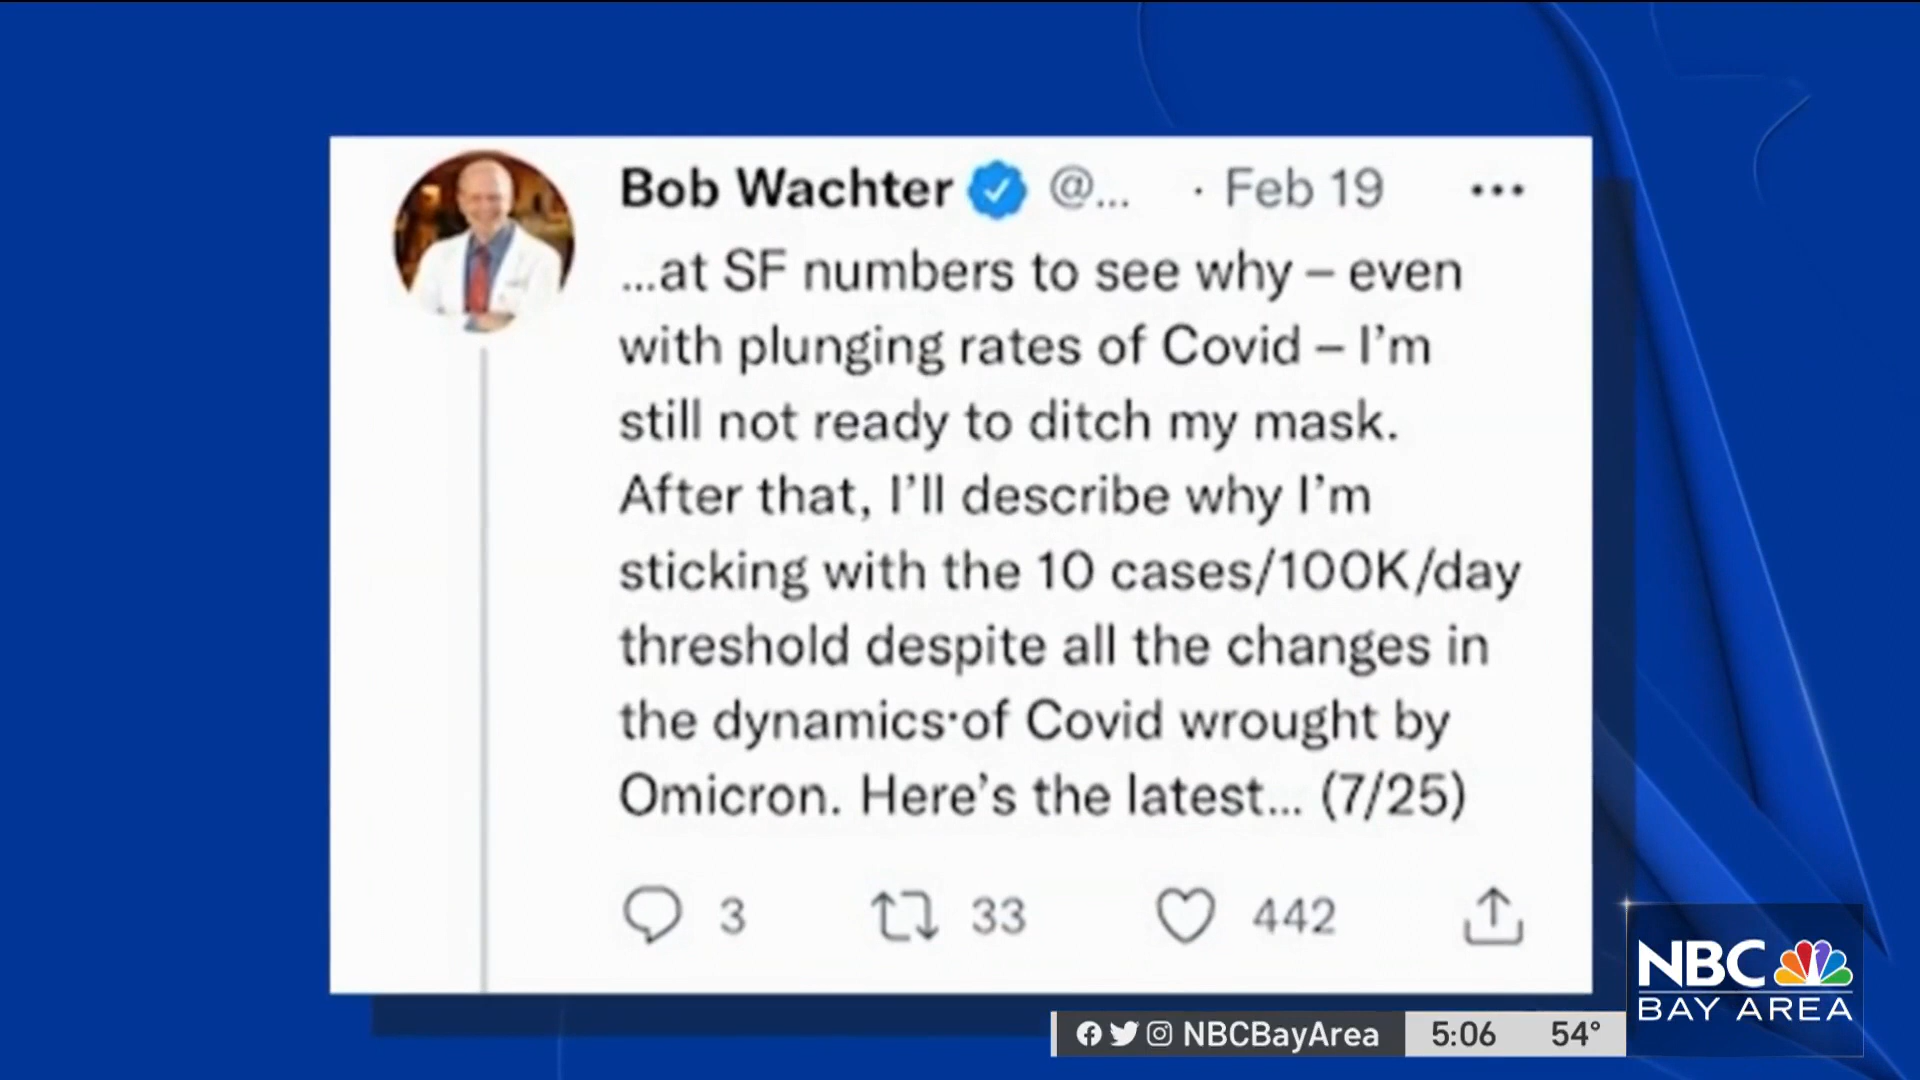 Bob Wachter @... · Feb 19 ...
...at SF numbers to see why – even
with plunging rates of Covid – I'm
still not ready to ditch my mask.
After that, I'll describe why I'm
sticking with the 10 cases/100K/day
threshold despite all the changes in
the dynamics of Covid wrought by
Omicron. Here's the latest... (7/25)
3 33 442
NBC
BAY AREA
NBCBayArea 5:06 54°